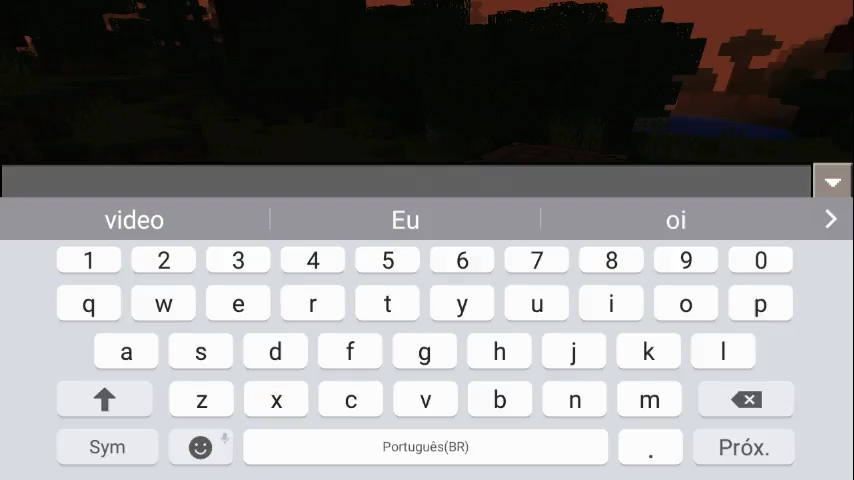 video Eu oi
1 2 3 4 5 6 7 8 9 0
q w e r t y u i o p
a s d f g h j k l
z x c v b n m
Sym Português(BR) . Próx.